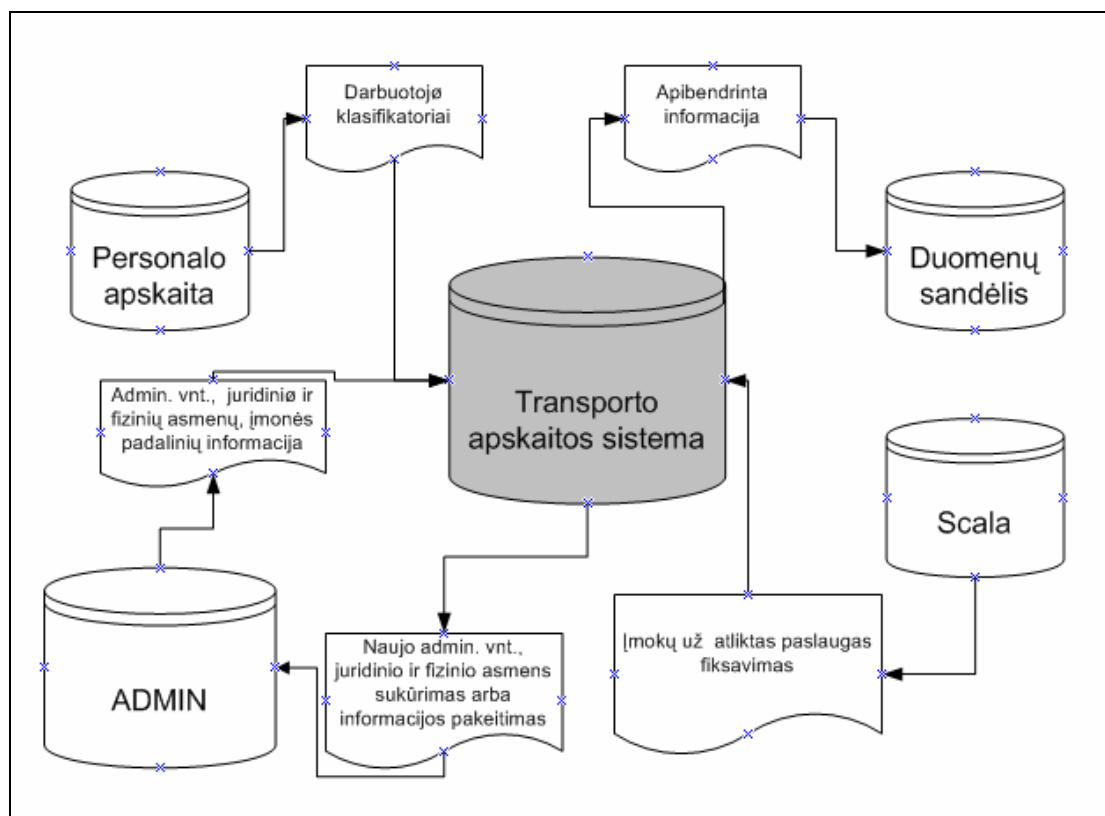 Darbuotojø
klasifikatoriai
Apibendrinta
informacija
Personalo
apskaita
Duomenų
sandėlis
Admin. vnt., juridiniø ir
fizinių asmenų, įmonės
padalinių informacija
Transporto
apskaitos sistema
Scala
ADMIN
Naujo admin. vnt.,
juridinio ir fizinio asmens
sukūrimas arba
informacijos pakeitimas
Įmokų už atliktas paslaugas
fiksavimas